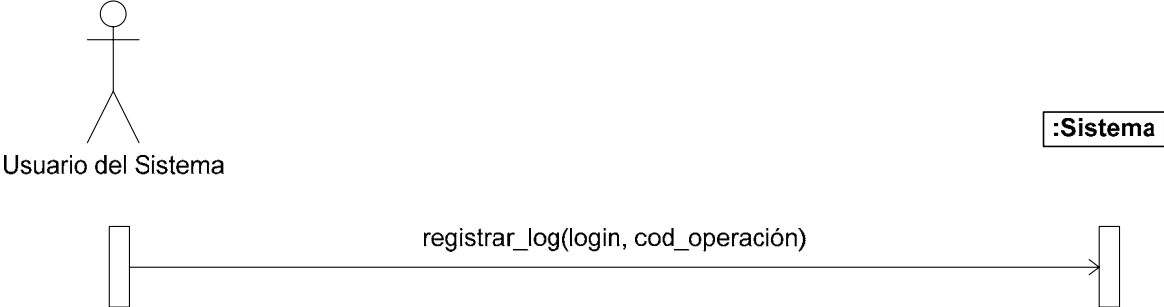 :Sistema
Usuario del Sistema
registrar_log(login, cod_operación)